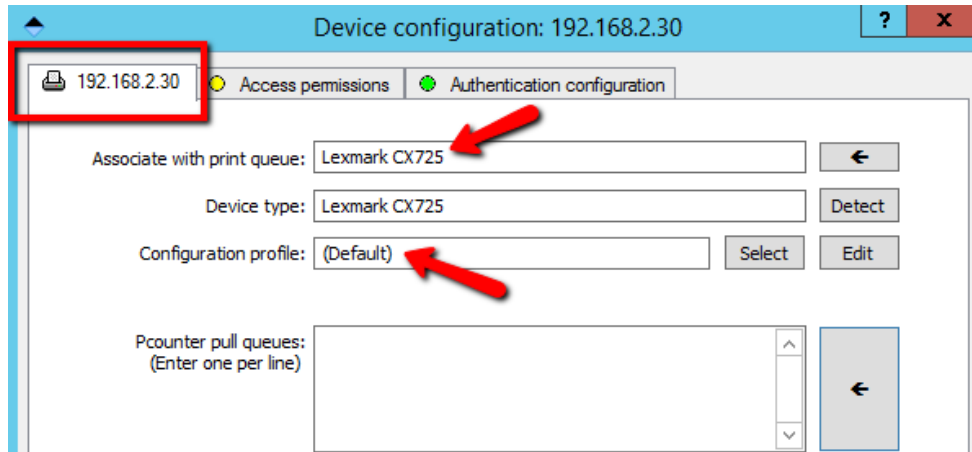 Device configuration: 192.168.2.30
?
x
192.168.2.30
Access permissions
Authentication configuration
Associate with print queue: Lexmark CX725
Device type: Lexmark CX725 Detect
Configuration profile: (Default) Select Edit
Pcounter pull queues:
(Enter one per line)